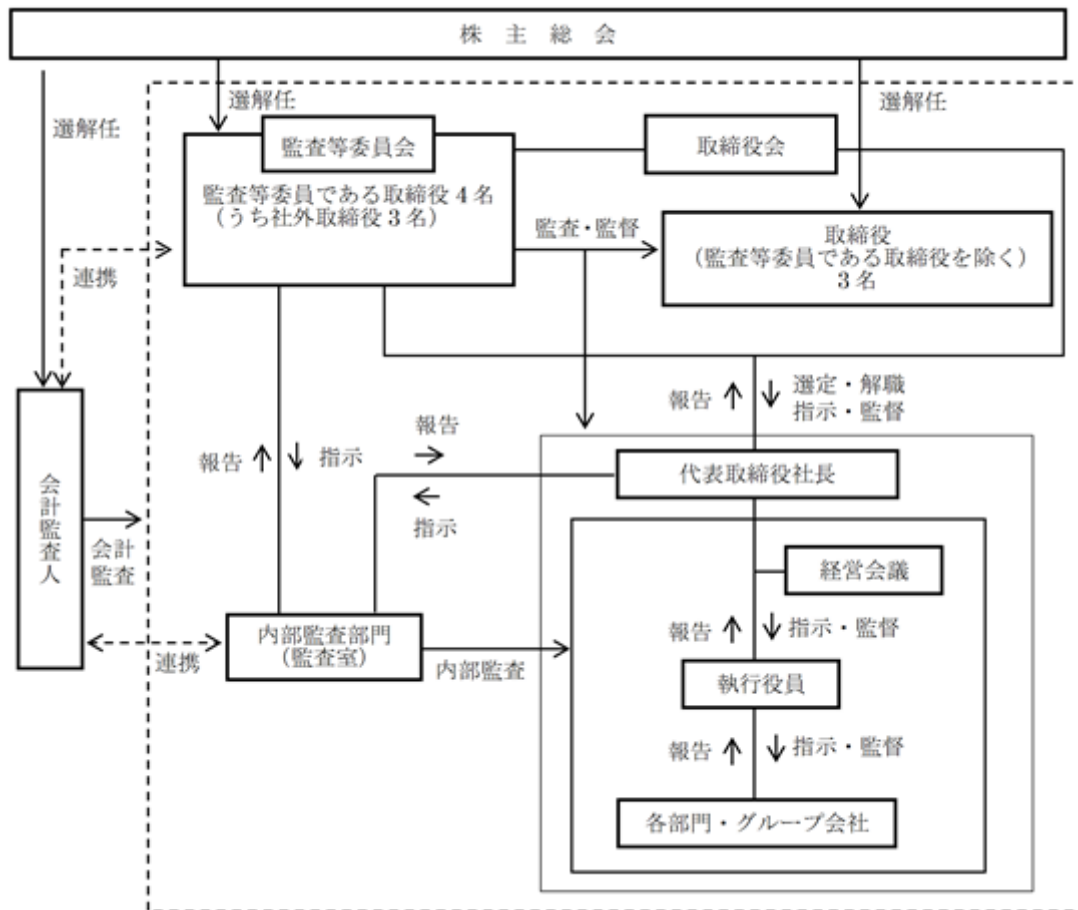 株 主 総 会
選解任
選解任
選解任
監査等委員会
取締役会
監査等委員である取締役4名
（うち社外取締役3名）
監査・監督
取締役
（監査等委員である取締役を除く）
3名
連携
報告
選定・解職
指示・監督
報告
指示
報告
指示
代表取締役社長
会計監査人
会計
監査
経営会議
報告
指示・監督
内部監査部門
（監査室）
連携
内部監査
執行役員
報告
指示・監督
各部門・グループ会社